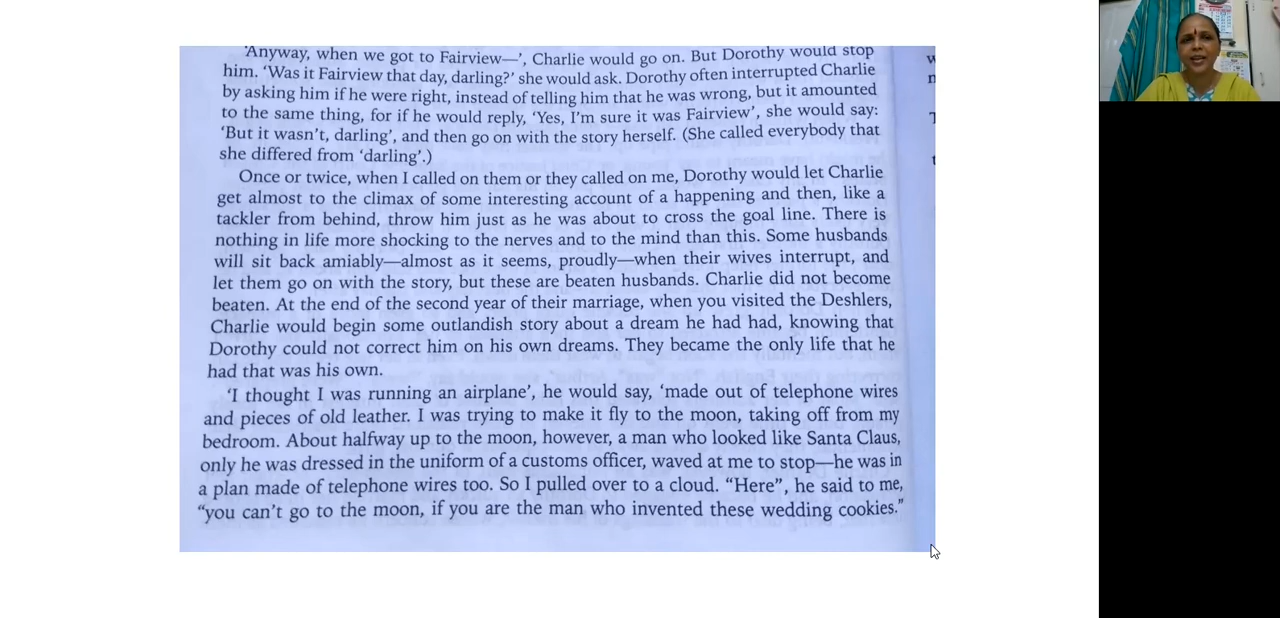 'Anyway, when we got to Fairview—', Charlie would go on. But Dorothy would stop
him. 'Was it Fairview that day, darling?' she would ask. Dorothy often interrupted Charlie
by asking him if he were right, instead of telling him that he was wrong, but it amounted
to the same thing, for if he would reply, 'Yes, I'm sure it was Fairview', she would say:
'But it wasn't, darling', and then go on with the story herself. (She called everybody that
she differed from 'darling'.)
Once or twice, when I called on them or they called on me, Dorothy would let Charlie
get almost to the climax of some interesting account of a happening and then, like a
tackler from behind, throw him just as he was about to cross the goal line. There is
nothing in life more shocking to the nerves and to the mind than this. Some husbands
will sit back amiably—almost as it seems, proudly—when their wives interrupt, and
let them go on with the story, but these are beaten husbands. Charlie did not become
beaten. At the end of the second year of their marriage, when you visited the Deshlers,
Charlie would begin some outlandish story about a dream he had had, knowing that
Dorothy could not correct him on his own dreams. They became the only life that he
had that was his own.
'I thought I was running an airplane', he would say, 'made out of telephone wires
and pieces of old leather. I was trying to make it fly to the moon, taking off from my
bedroom. About halfway up to the moon, however, a man who looked like Santa Claus,
only he was dressed in the uniform of a customs officer, waved at me to stop—he was in
a plan made of telephone wires too. So I pulled over to a cloud. "Here", he said to me,
"you can't go to the moon, if you are the man who invented these wedding cookies."